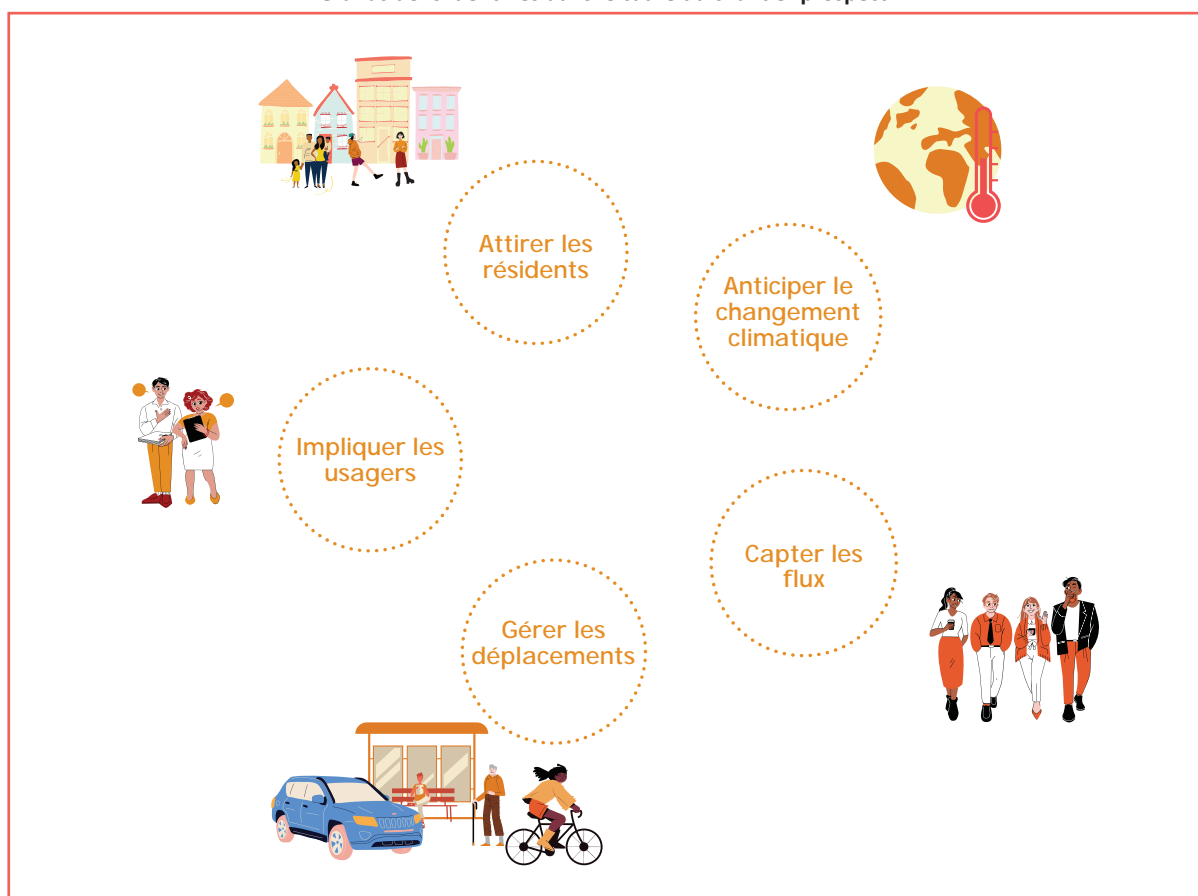 Attirer les
résidents
Anticiper le
changement
climatique
Impliquer les
usagers
Capter les
flux
Gérer les
déplacements